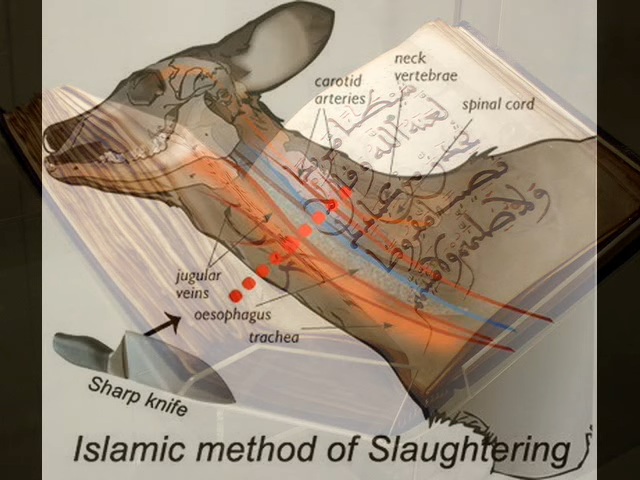 neck
vertebrae
carotid
arteries
spinal cord
jugular
veins
oesophagus
trachea
Sharp knife
Islamic method of Slaughtering